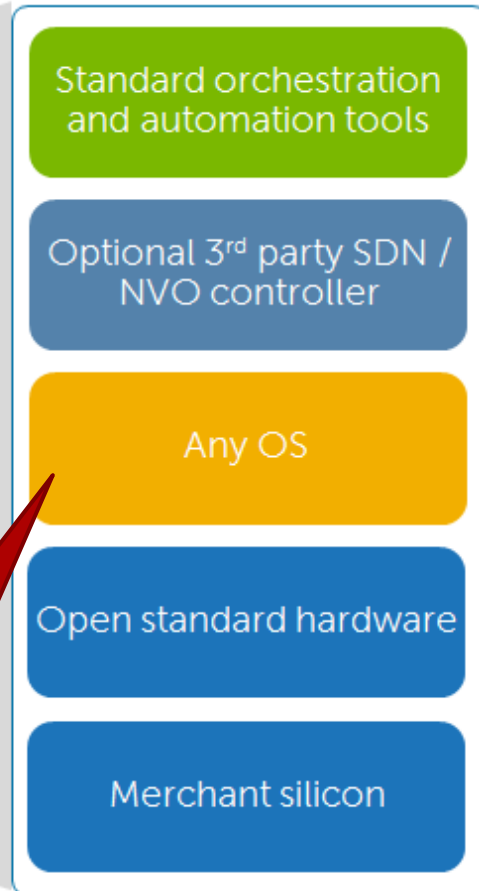 Standard orchestration
and automation tools
Optional 3rd party SDN /
NVO controller
Any OS
Open standard hardware
Merchant silicon